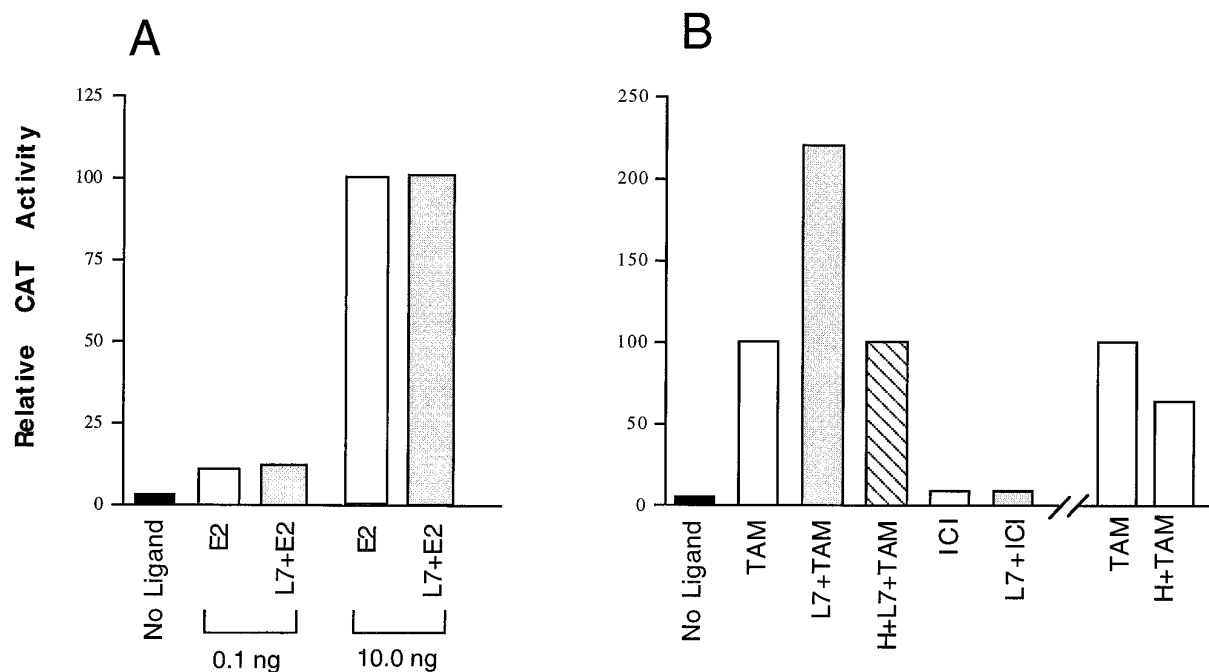 A
Relative CAT Activity
125
100
75
50
25
0
No Ligand
E2
L7+E2
E2
L7+E2
0.1 ng
10.0 ng
B
250
200
150
100
50
0
No Ligand
TAM
L7+TAM
H+L7+TAM
ICI
L7+ICI
TAM
H+TAM